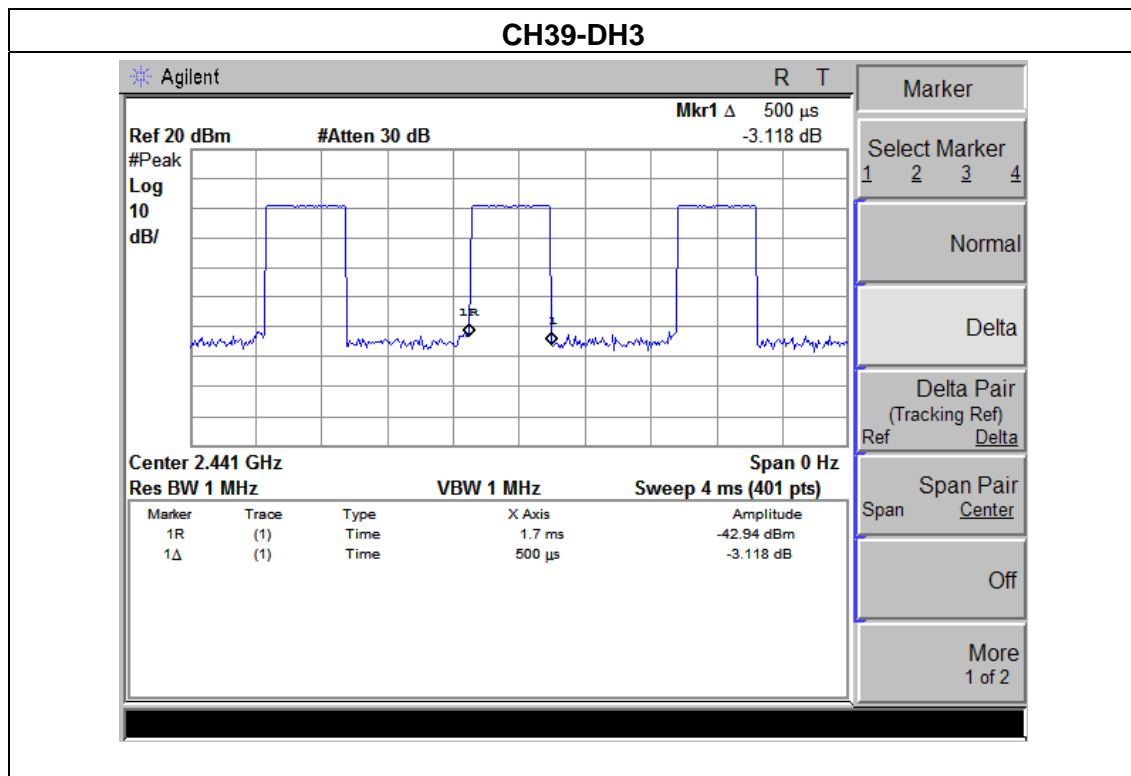 CH39-DH3
Agilent R T
Mkr1 Δ 500 µs
Ref 20 dBm #Atten 30 dB -3.118 dB
#Peak
Log
10
dB/
1R
1
Center 2.441 GHz Span 0 Hz
Res BW 1 MHz VBW 1 MHz Sweep 4 ms (401 pts)
Marker Trace Type X Axis Amplitude
1R (1) Time 1.7 ms -42.94 dBm
1Δ (1) Time 500 µs -3.118 dB
Marker
Select Marker
1 2 3 4
Normal
Delta
Delta Pair
(Tracking Ref)
Ref Delta
Span Pair
Span Center
Off
More
1 of 2